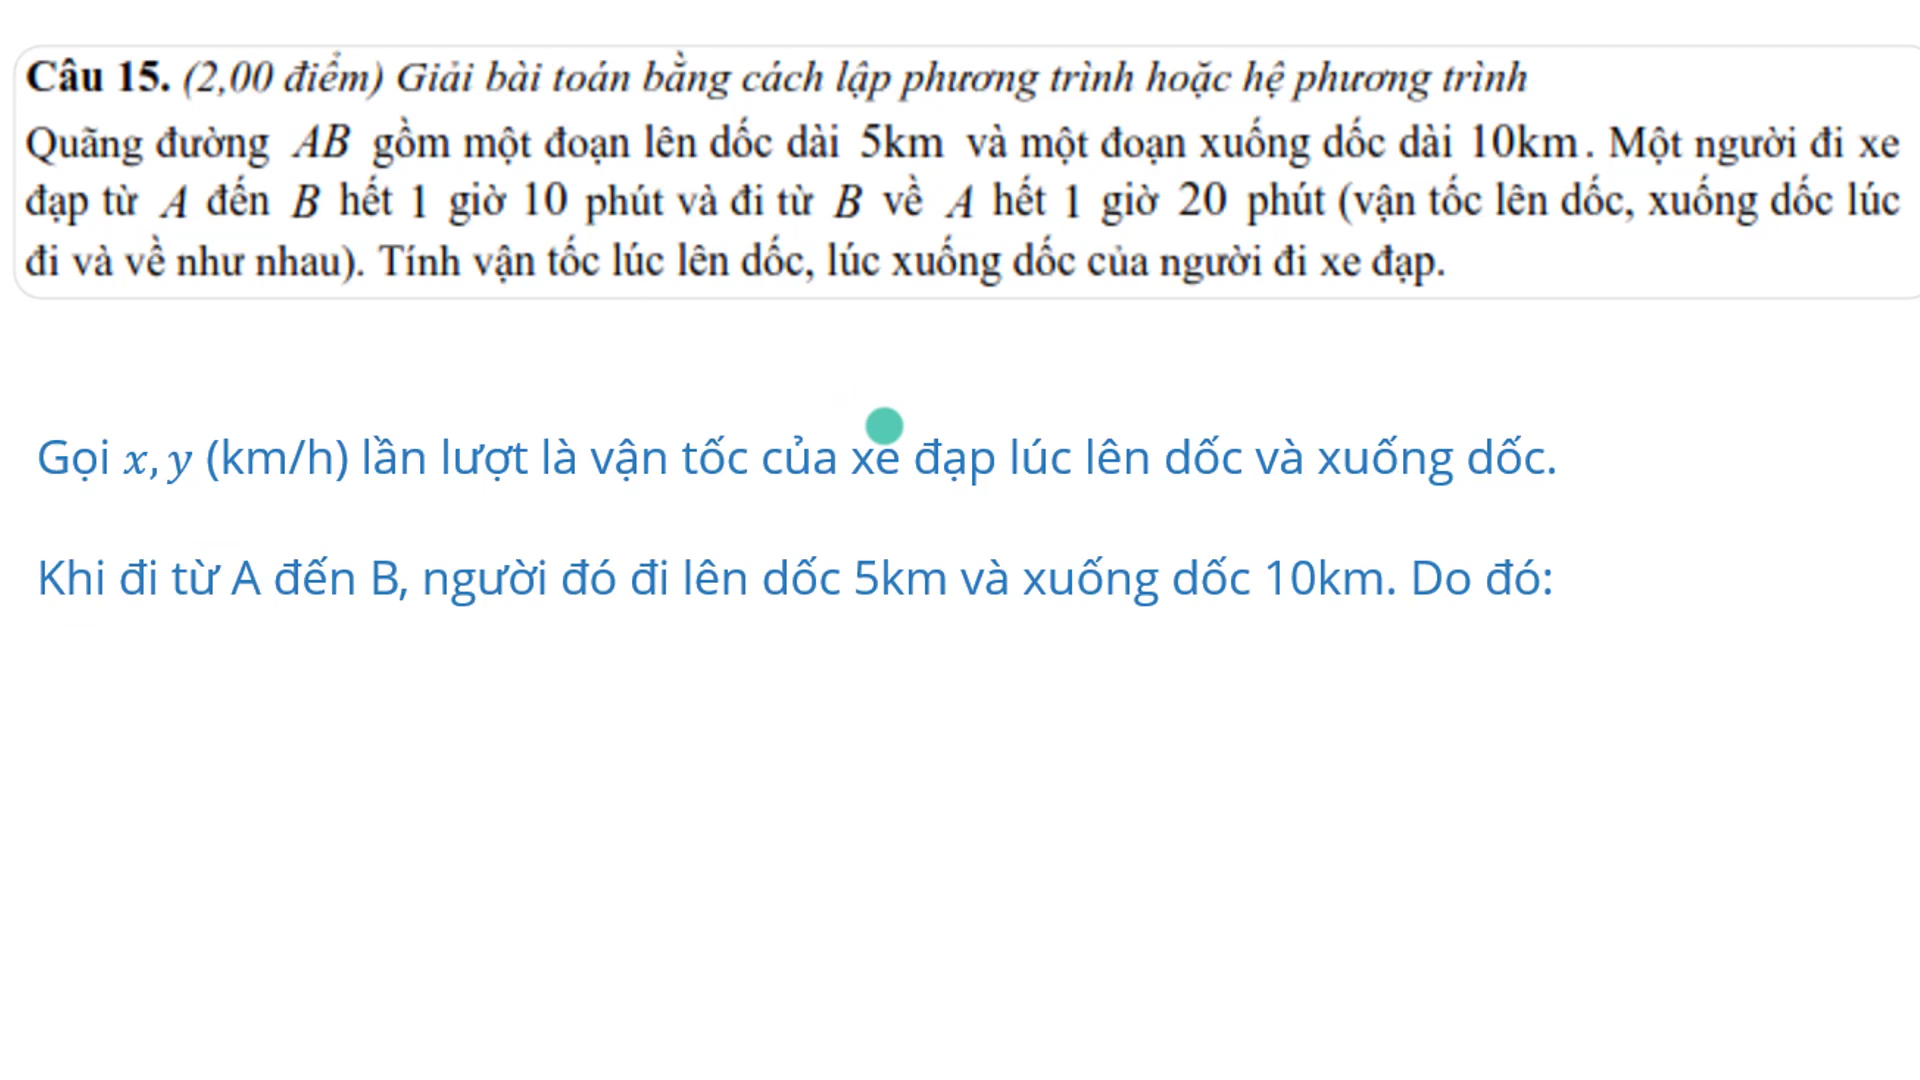 Câu 15. (2,00 điểm) Giải bài toán bằng cách lập phương trình hoặc hệ phương trình
Quãng đường AB gồm một đoạn lên dốc dài 5km và một đoạn xuống dốc dài 10km. Một người đi xe
đạp từ A đến B hết 1 giờ 10 phút và đi từ B về A hết 1 giờ 20 phút (vận tốc lên dốc, xuống dốc lúc
đi và về như nhau). Tính vận tốc lúc lên dốc, lúc xuống dốc của người đi xe đạp.
Gọi x, y (km/h) lần lượt là vận tốc của xe đạp lúc lên dốc và xuống dốc.
Khi đi từ A đến B, người đó đi lên dốc 5km và xuống dốc 10km. Do đó: